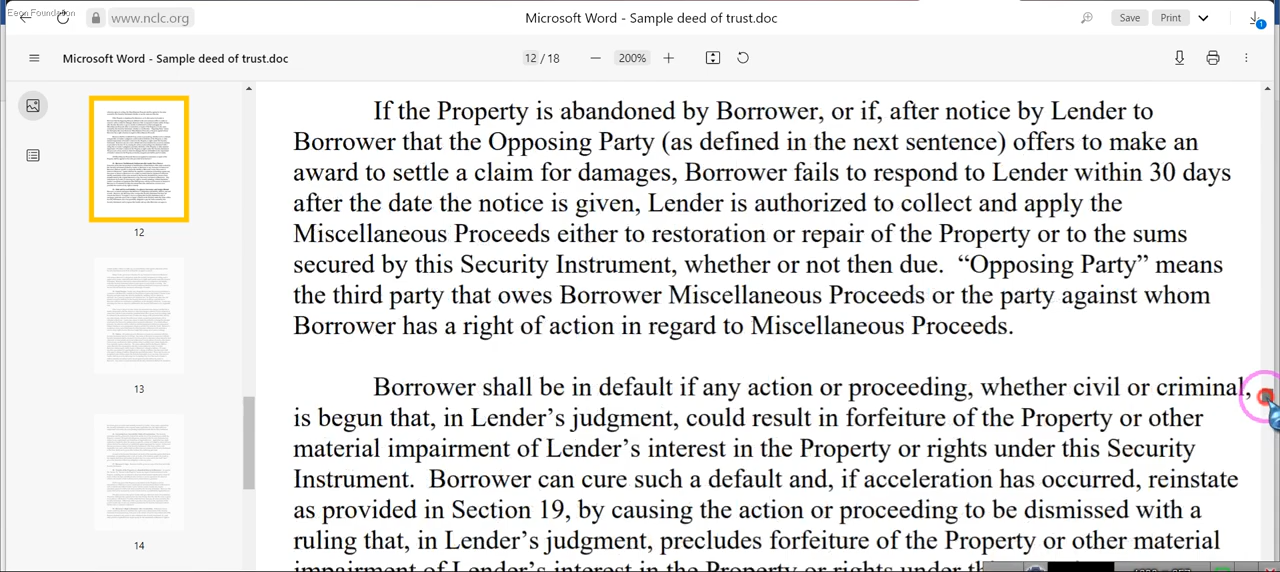 Eeon Foundation
www.nclc.org
Microsoft Word - Sample deed of trust.doc
Save
Print
1
Microsoft Word - Sample deed of trust.doc
12 / 18
200%
If the Property is abandoned by Borrower, or if, after notice by Lender to
Borrower that the Opposing Party (as defined in the next sentence) offers to make an
award to settle a claim for damages, Borrower fails to respond to Lender within 30 days
after the date the notice is given, Lender is authorized to collect and apply the
Miscellaneous Proceeds either to restoration or repair of the Property or to the sums
secured by this Security Instrument, whether or not then due.  “Opposing Party” means
the third party that owes Borrower Miscellaneous Proceeds or the party against whom
Borrower has a right of action in regard to Miscellaneous Proceeds.
Borrower shall be in default if any action or proceeding, whether civil or criminal,
is begun that, in Lender’s judgment, could result in forfeiture of the Property or other
material impairment of Lender’s interest in the Property or rights under this Security
Instrument.  Borrower can cure such a default and, if acceleration has occurred, reinstate
as provided in Section 19, by causing the action or proceeding to be dismissed with a
ruling that, in Lender’s judgment, precludes forfeiture of the Property or other material
impairment of Lender’s interest in the Property or rights under
12
13
14